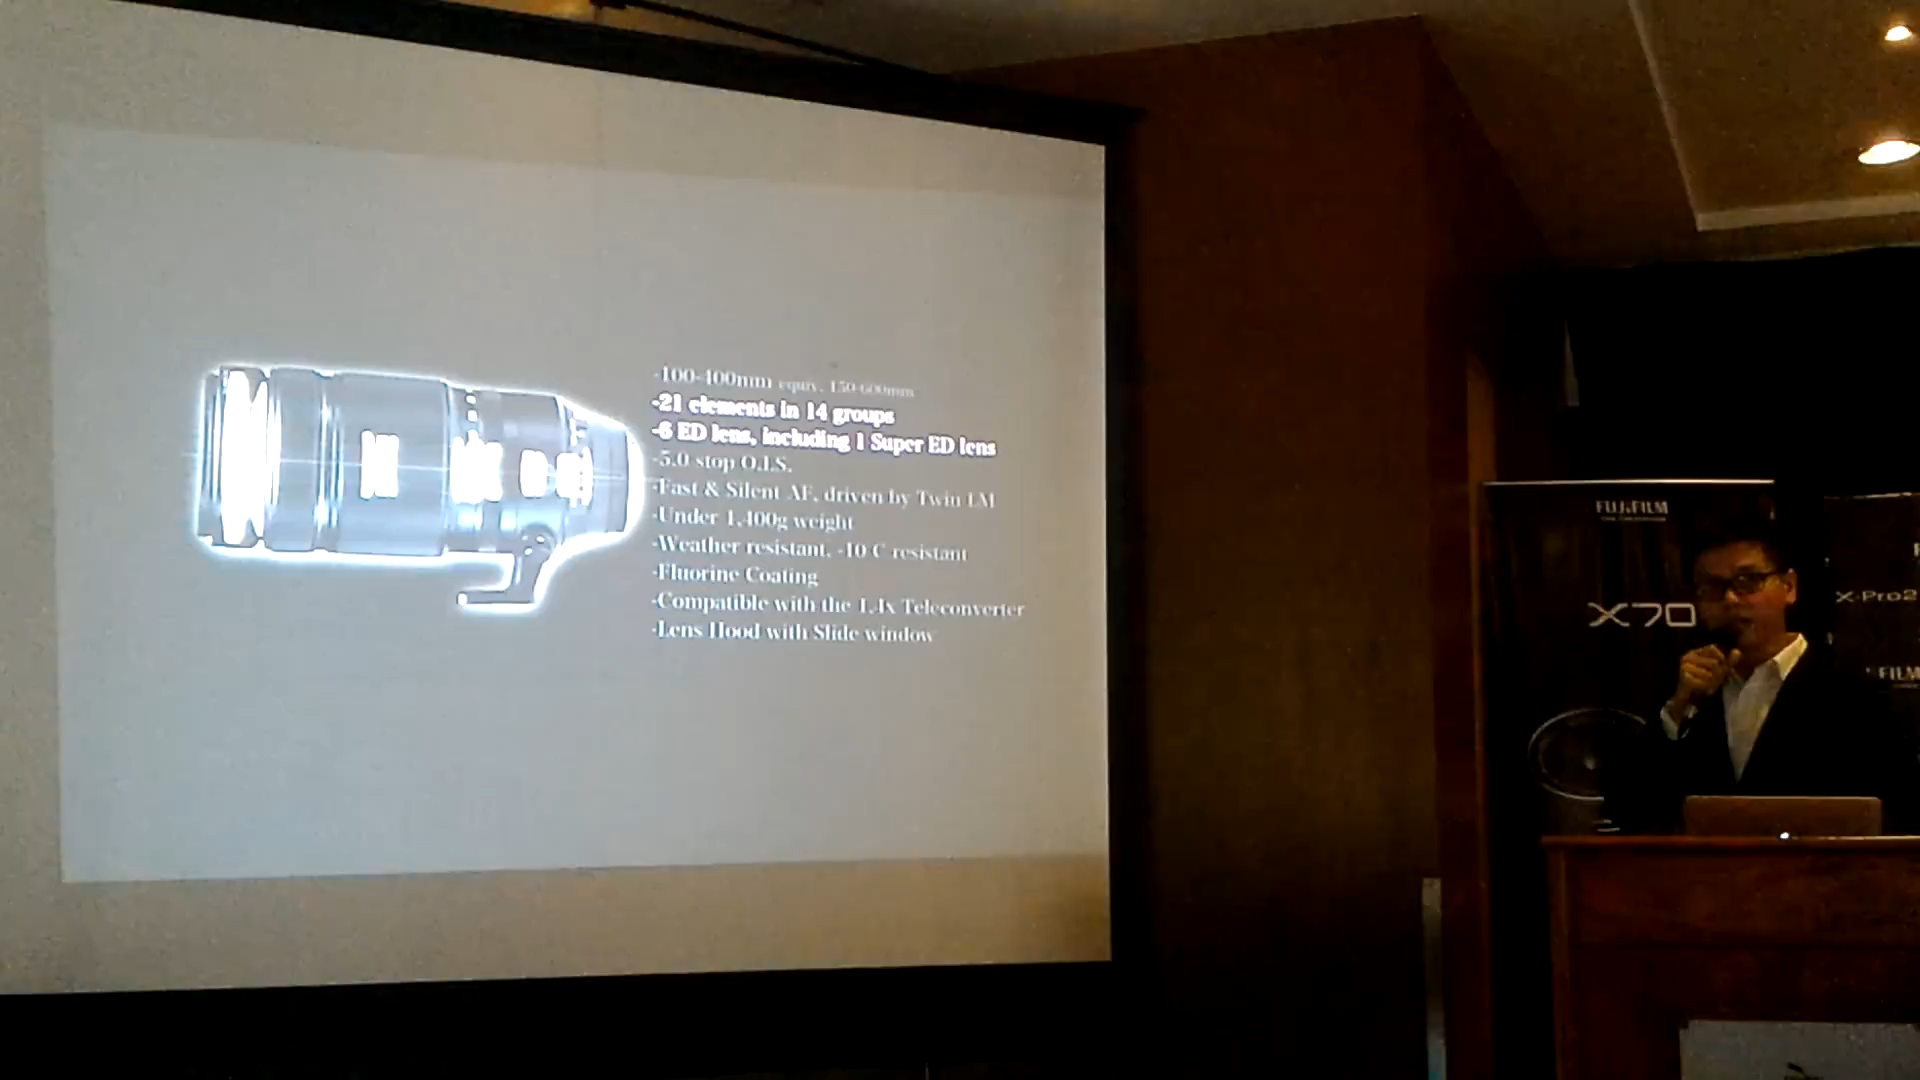 -100-400mm equiv. 150-600mm
-21 elements in 14 groups
-6 ED lens, including 1 Super ED lens
-5.0 stop O.I.S.
-Fast & Silent AF, driven by Twin LM
-Under 1,400g weight
-Weather resistant, -10 C resistant
-Fluorine Coating
-Compatible with the 1.4x Teleconverter
-Lens Hood with Slide window
FUJIFILM
X70
X-Pro2
FILM